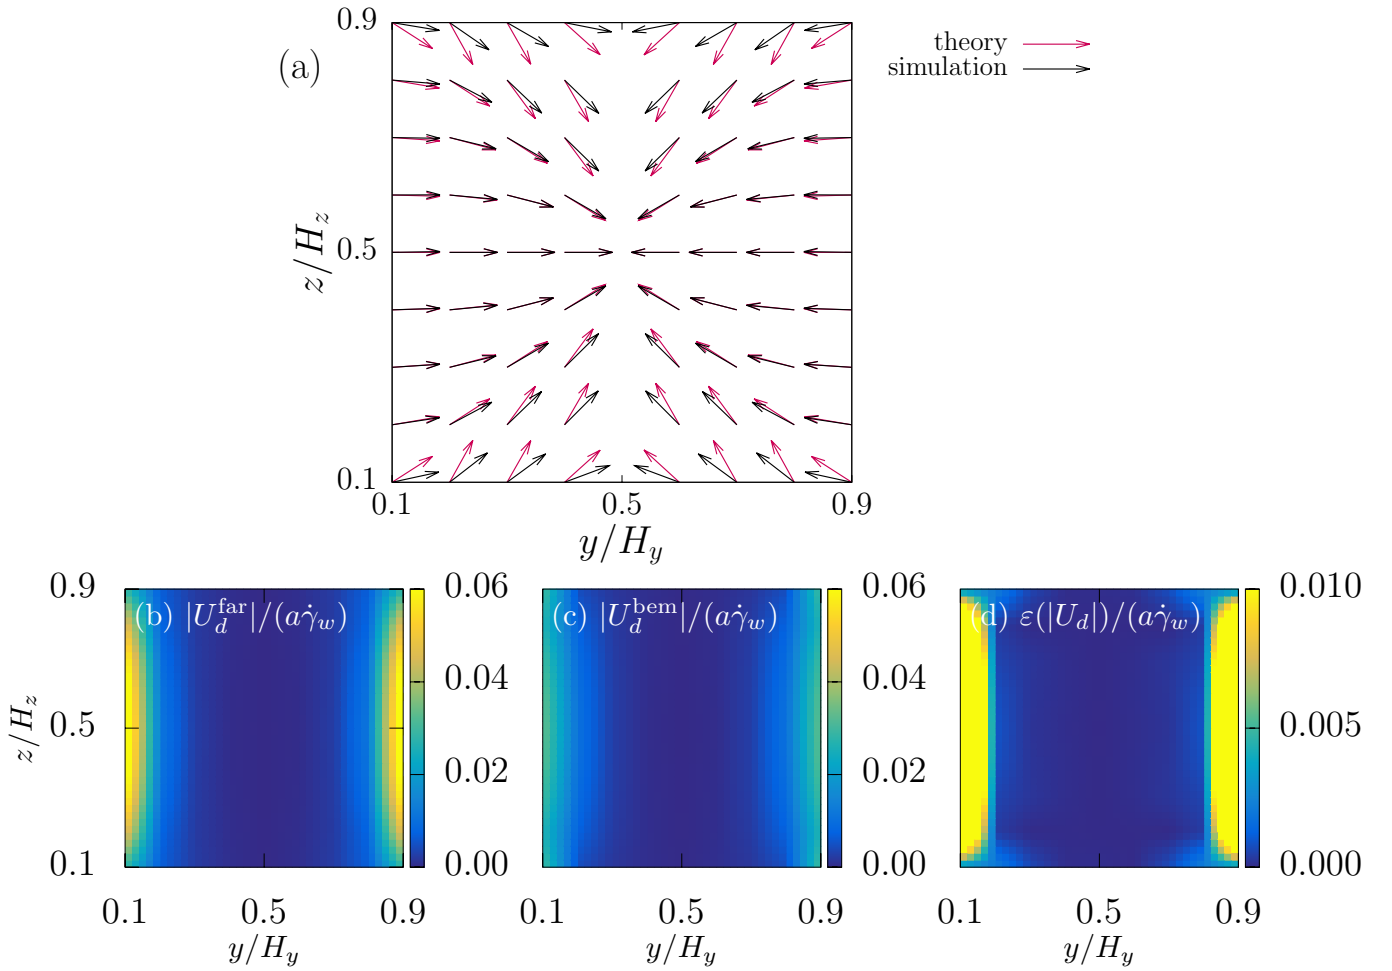 (a)
0.9
0.5
0.1
z/H_z
0.1 0.5 0.9
y/H_y
theory
simulation
(b) |U_d^far|/(aγ̇_w)
0.9
0.5
0.1
z/H_z
0.1 0.5 0.9
y/H_y
0.06
0.04
0.02
0.00
(c) |U_d^bem|/(aγ̇_w)
0.1 0.5 0.9
y/H_y
0.06
0.04
0.02
0.00
(d) ε(|U_d|)/(aγ̇_w)
0.1 0.5 0.9
y/H_y
0.010
0.005
0.000